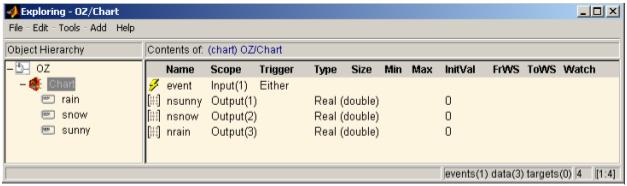 Exploring - OZ/Chart
File Edit Tools Add Help
Object Hierarchy
Contents of: (chart) OZ/Chart
OZ
Chart
rain
snow
sunny
Name Scope Trigger Type Size Min Max InitVal FrWS ToWS Watch
event Input(1) Either
nsunny Output(1) Real (double) 0
nsnow Output(2) Real (double) 0
nrain Output(3) Real (double) 0
events(1) data(3) targets(0) 4 [1:4]